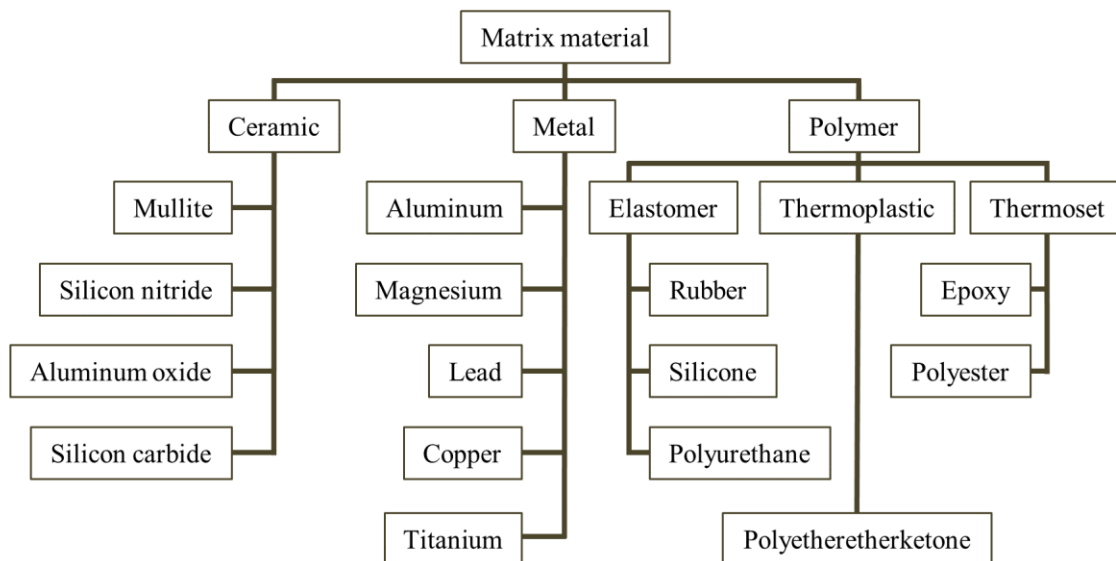 Matrix material
Ceramic
Metal
Polymer
Mullite
Aluminum
Elastomer
Thermoplastic
Thermoset
Silicon nitride
Magnesium
Rubber
Epoxy
Aluminum oxide
Lead
Silicone
Polyester
Silicon carbide
Copper
Polyurethane
Titanium
Polyetheretherketone